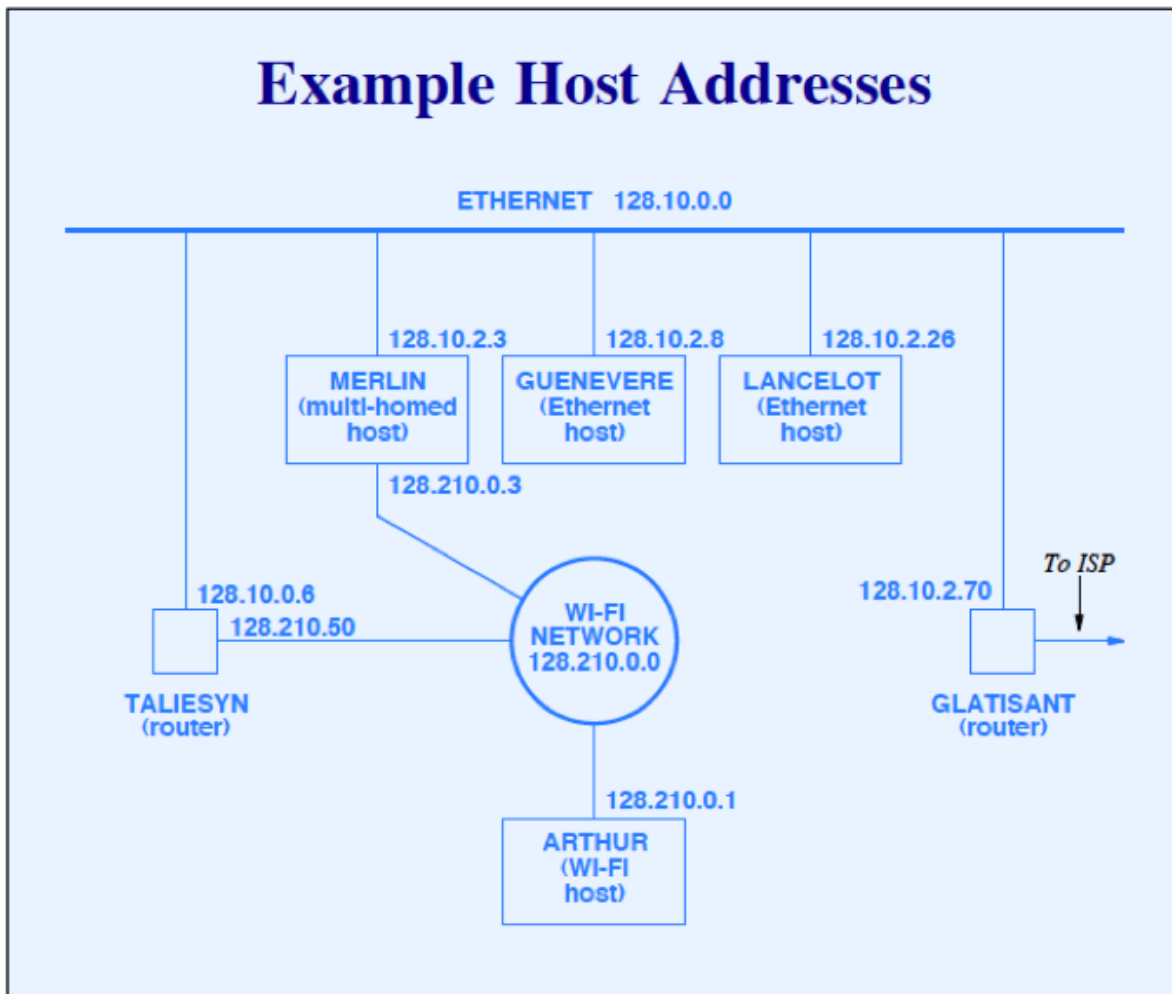 Example Host Addresses
ETHERNET 128.10.0.0
128.10.2.3
128.10.2.8
128.10.2.26
MERLIN
(multi-homed
host)
GUENEVERE
(Ethernet
host)
LANCELOT
(Ethernet
host)
128.210.0.3
To ISP
128.10.0.6
128.210.50
WI-FI
NETWORK
128.210.0.0
128.10.2.70
TALIESYN
(router)
GLATISANT
(router)
128.210.0.1
ARTHUR
(WI-FI
host)